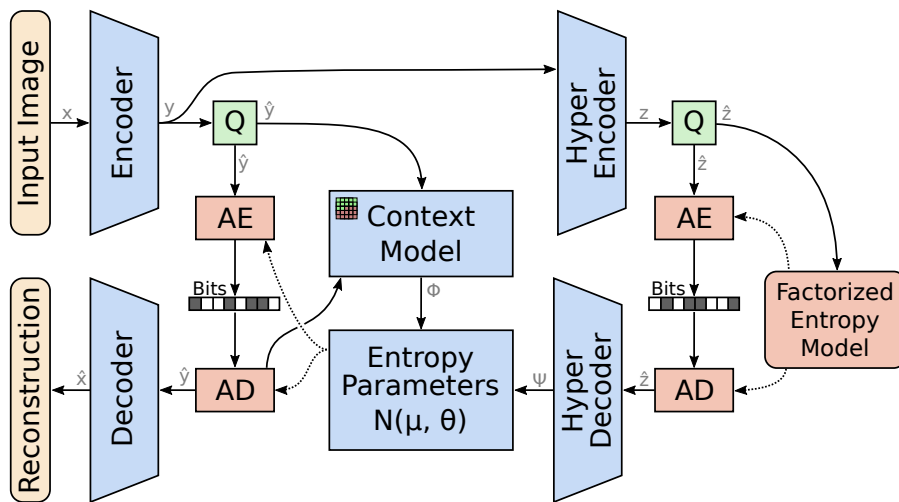 Input Image
x
Encoder
y
Q
ŷ
ŷ
AE
Bits
AD
ŷ
Decoder
x̂
Reconstruction
Context
Model
Φ
Entropy
Parameters
N(μ, θ)
Ψ
Hyper
Encoder
z
Q
ẑ
ẑ
AE
Bits
AD
ẑ
Hyper
Decoder
Factorized
Entropy
Model